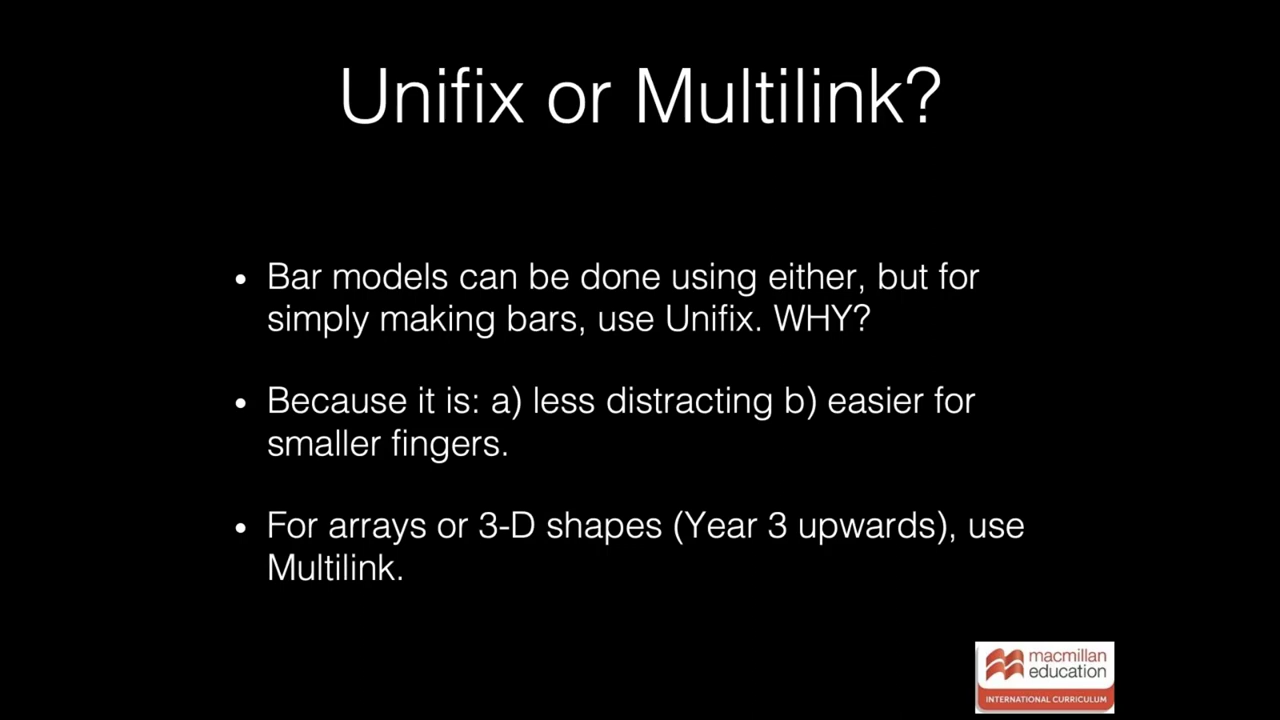 Unifix or Multilink?
• Bar models can be done using either, but for
simply making bars, use Unifix. WHY?
• Because it is: a) less distracting b) easier for
smaller fingers.
• For arrays or 3-D shapes (Year 3 upwards), use
Multilink.
macmillan
education
INTERNATIONAL CURRICULUM